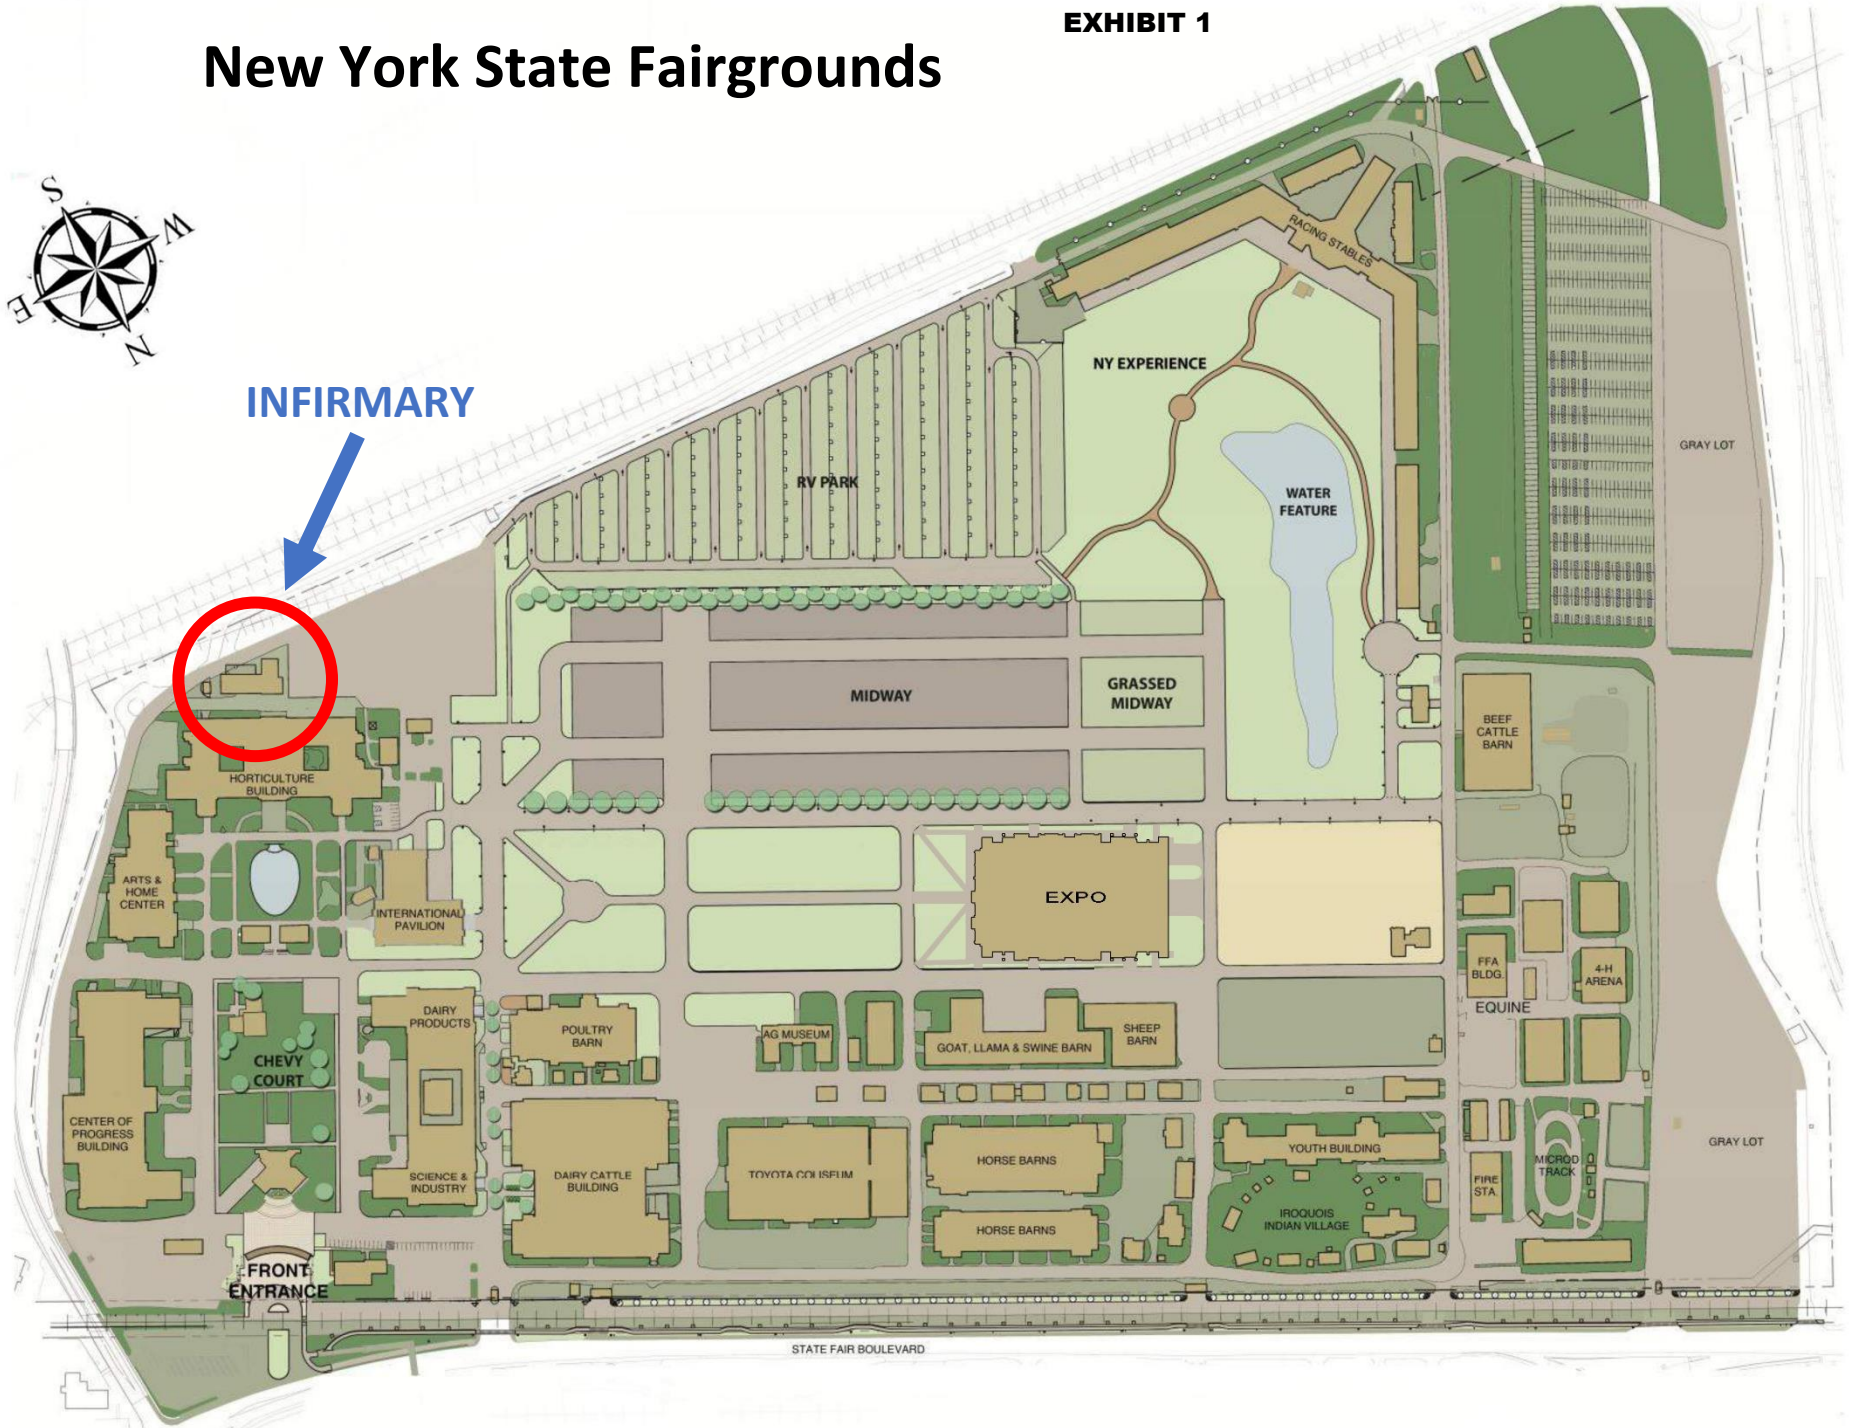 EXHIBIT 1
New York State Fairgrounds
S
W
E
N
INFIRMARY
RACING STABLES
NY EXPERIENCE
GRAY LOT
RV PARK
WATER
FEATURE
MIDWAY
GRASSED
MIDWAY
BEEF
CATTLE
BARN
HORTICULTURE
BUILDING
ARTS &
HOME
CENTER
INTERNATIONAL
PAVILION
EXPO
FFA
BLDG.
4-H
ARENA
EQUINE
DAIRY
PRODUCTS
POULTRY
BARN
AG MUSEUM
GOAT, LLAMA & SWINE BARN
SHEEP
BARN
CHEVY
COURT
CENTER OF
PROGRESS
BUILDING
SCIENCE &
INDUSTRY
DAIRY CATTLE
BUILDING
TOYOTA COLISEUM
HORSE BARNS
HORSE BARNS
YOUTH BUILDING
IROQUOIS
INDIAN VILLAGE
FIRE
STA.
MICROD
TRACK
GRAY LOT
FRONT
ENTRANCE
STATE FAIR BOULEVARD